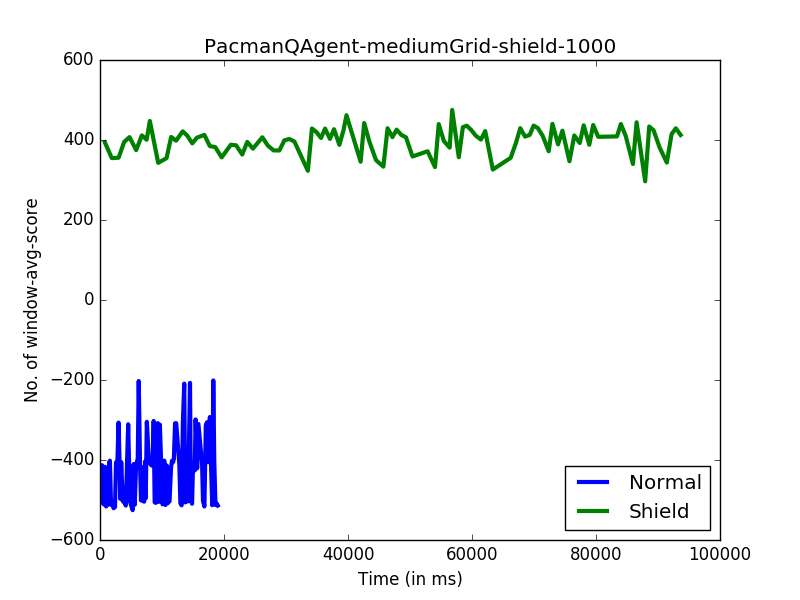 PacmanQAgent-mediumGrid-shield-1000
600
400
200
0
−200
−400
−600
No. of window-avg-score
0 20000 40000 60000 80000 100000
Time (in ms)
Normal
Shield